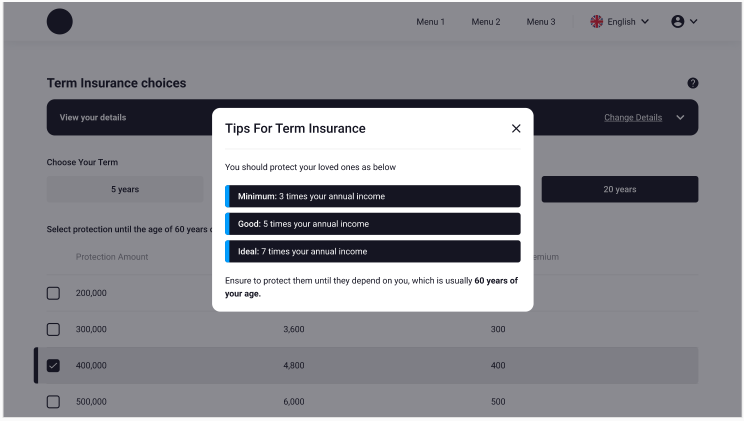 Menu 1 Menu 2 Menu 3 English
Term Insurance choices
View your details Change Details
Tips For Term Insurance
You should protect your loved ones as below
Minimum: 3 times your annual income
Good: 5 times your annual income
Ideal: 7 times your annual income
Ensure to protect them until they depend on you, which is usually 60 years of
your age.
Choose Your Term
5 years 20 years
Select protection until the age of 60 years
Protection Amount
200,000
300,000 3,600 300
400,000 4,800 400
500,000 6,000 500